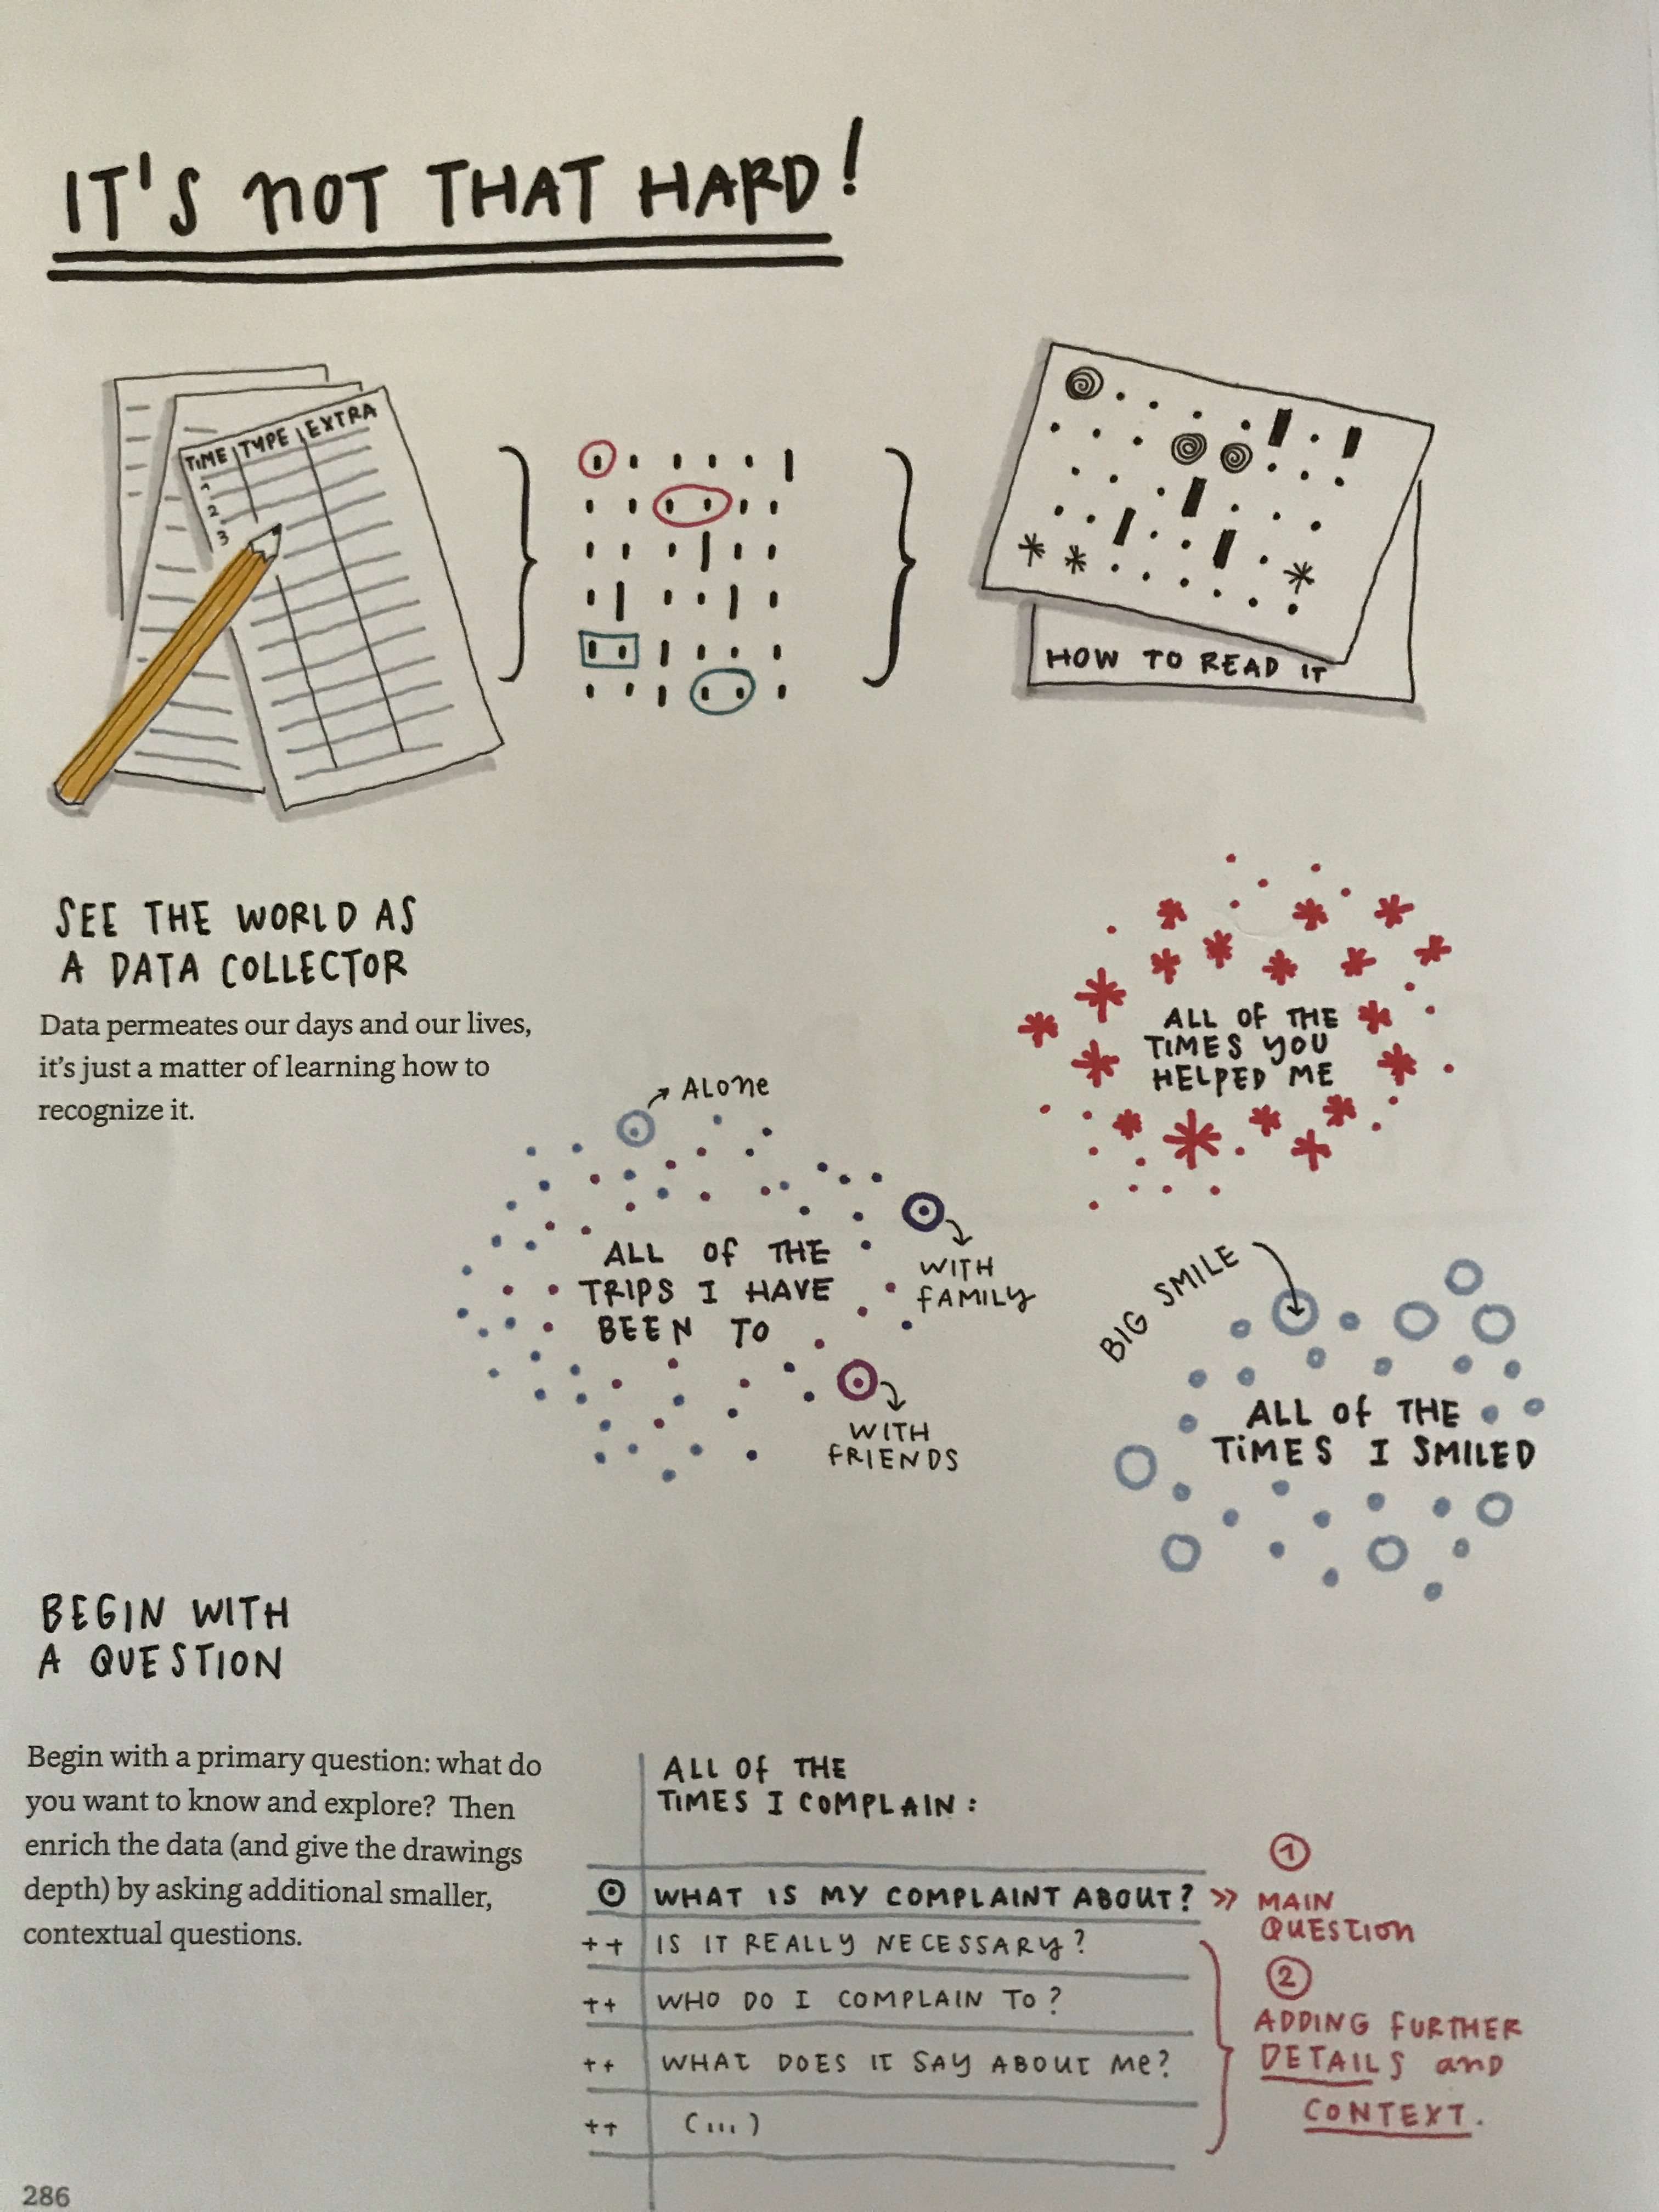 IT'S NOT THAT HARD!
TIME TYPE EXTRA
1
2
3
HOW TO READ IT
SEE THE WORLD AS
A DATA COLLECTOR
Data permeates our days and our lives,
it's just a matter of learning how to
recognize it.
ALL OF THE
TIMES YOU
HELPED ME
ALONE
ALL OF THE
TRIPS I HAVE
BEEN TO
WITH
FAMILY
WITH
FRIENDS
BIG SMILE
ALL OF THE
TIMES I SMILED
BEGIN WITH
A QUESTION
Begin with a primary question: what do
you want to know and explore? Then
enrich the data (and give the drawings
depth) by asking additional smaller,
contextual questions.
ALL OF THE
TIMES I COMPLAIN:
WHAT IS MY COMPLAINT ABOUT? >>
++ IS IT REALLY NECESSARY?
++ WHO DO I COMPLAIN TO?
++ WHAT DOES IT SAY ABOUT ME?
++ (...)
1
MAIN
QUESTION
2
ADDING FURTHER
DETAILS AND
CONTEXT.
286